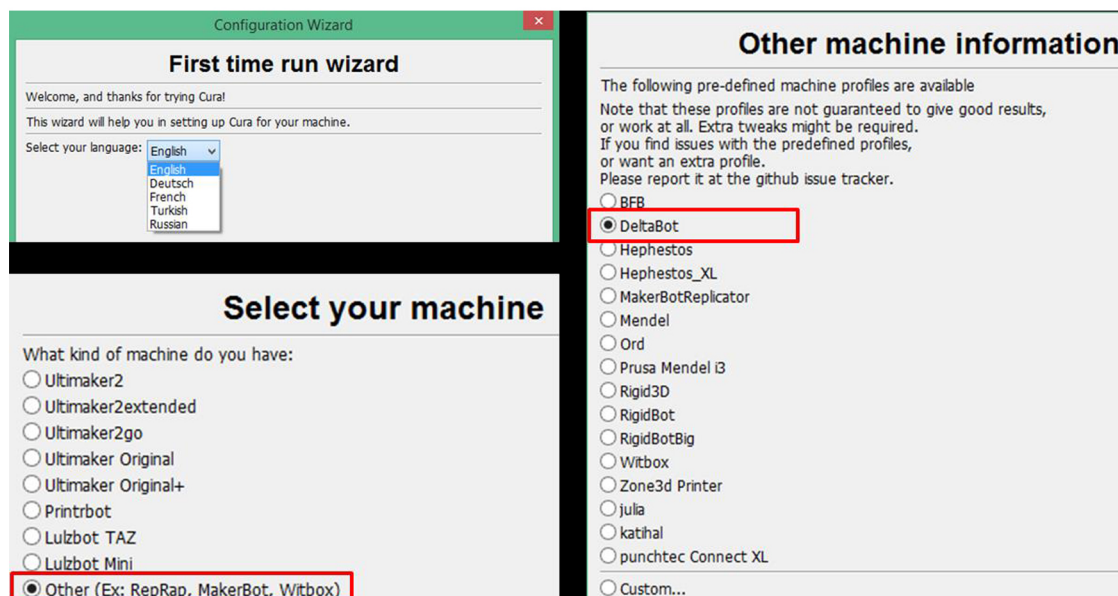 Configuration Wizard
First time run wizard
Welcome, and thanks for trying Cura!
This wizard will help you in setting up Cura for your machine.
Select your language: English
English
Deutsch
French
Turkish
Russian
Select your machine
What kind of machine do you have:
Ultimaker2
Ultimaker2extended
Ultimaker2go
Ultimaker Original
Ultimaker Original+
Printrbot
Lulzbot TAZ
Lulzbot Mini
Other (Ex: RepRap, MakerBot, Witbox)
Other machine information
The following pre-defined machine profiles are available
Note that these profiles are not guaranteed to give good results,
or work at all. Extra tweaks might be required.
If you find issues with the predefined profiles,
or want an extra profile.
Please report it at the github issue tracker.
BFB
DeltaBot
Hephestos
Hephestos_XL
MakerBotReplicator
Mendel
Ord
Prusa Mendel i3
Rigid3D
RigidBot
RigidBotBig
Witbox
Zone3d Printer
julia
katihal
punchtec Connect XL
Custom...